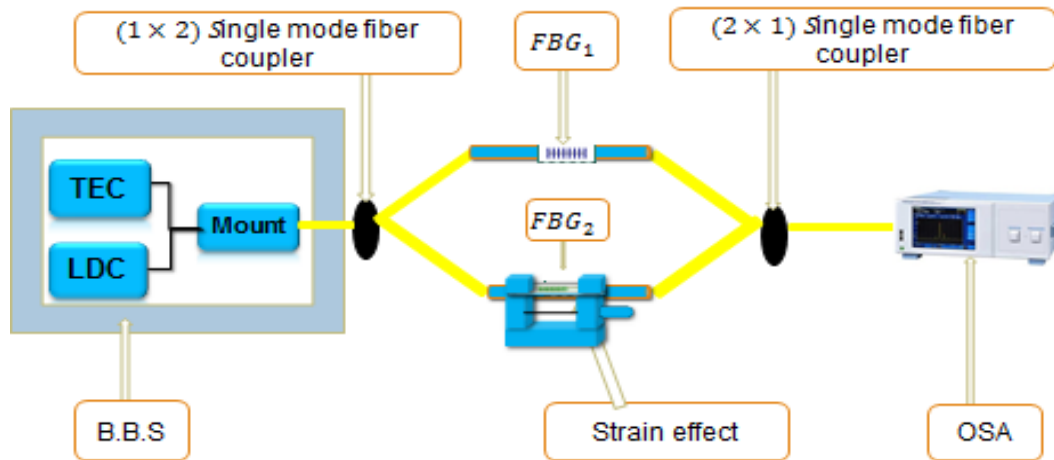 (1 × 2) Single mode fiber
coupler
FBG₁
(2 × 1) Single mode fiber
coupler
TEC
Mount
LDC
FBG₂
B.B.S
Strain effect
OSA